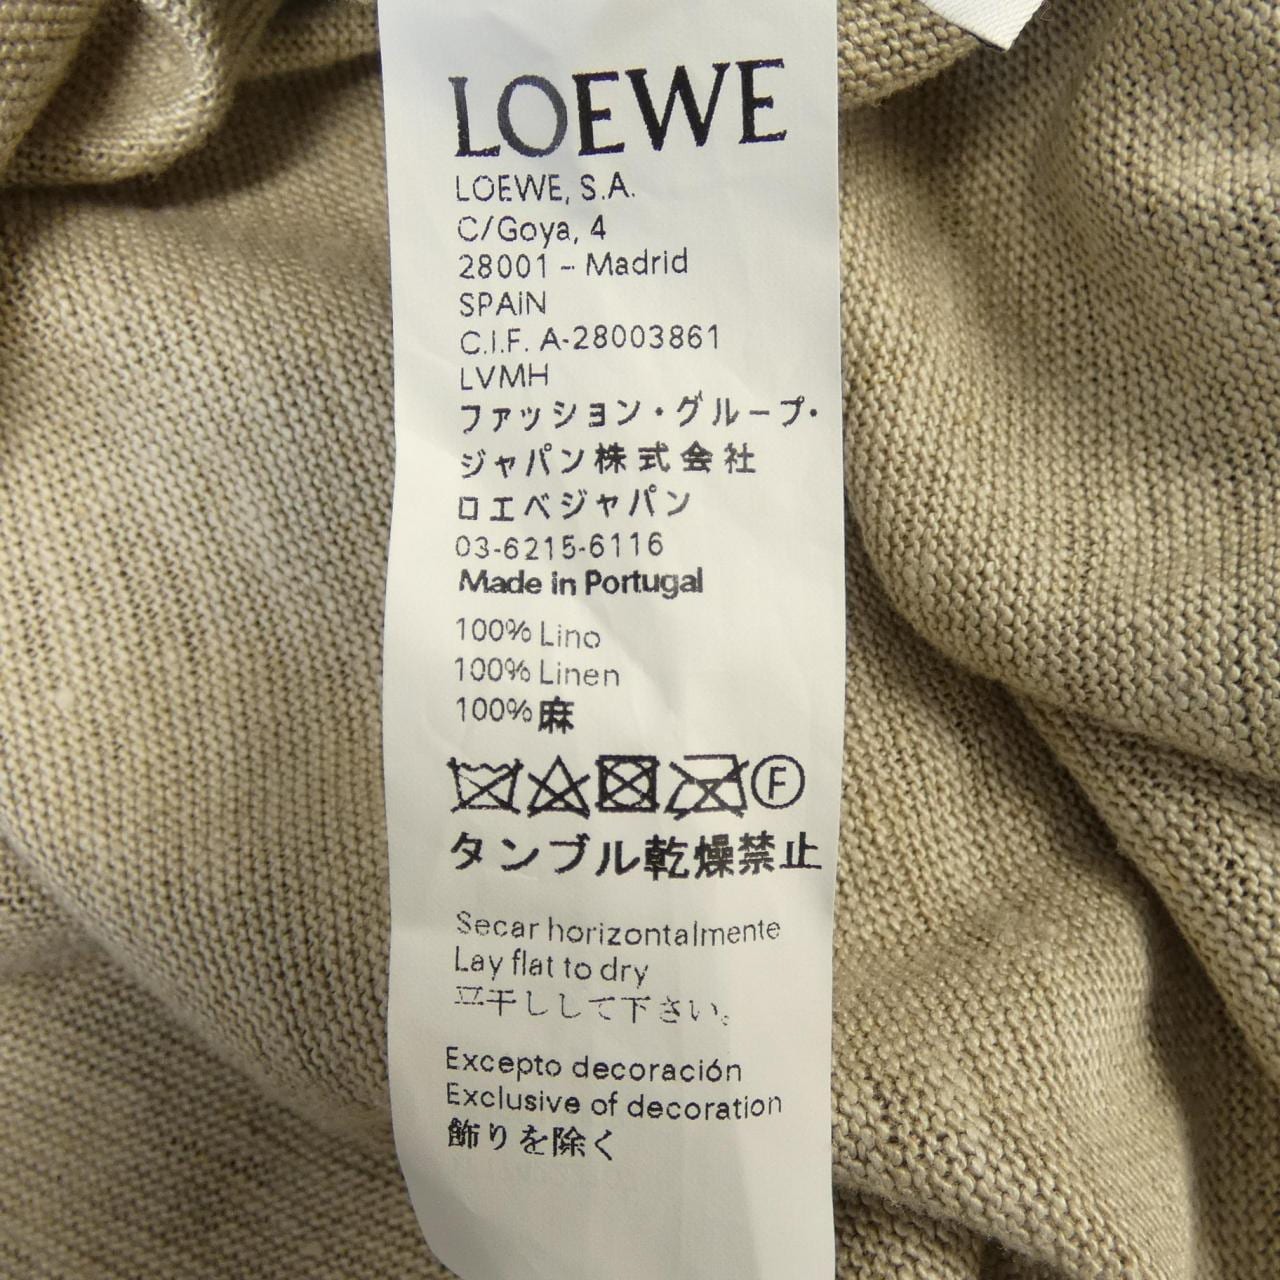 LOEWE
LOEWE, S.A.
C/Goya, 4
28001 – Madrid
SPAiN
C.I.F. A-28003861
LVMH
ファッション・グループ・
ジャパン株式会社
ロエベジャパン
03-6215-6116
Made in Portugal
100% Lino
100% Linen
100% 麻
F
タンブル乾燥禁止
Secar horizontalmente
Lay flat to dry
平干しして下さい。
Excepto decoración
Exclusive of decoration
飾りを除く